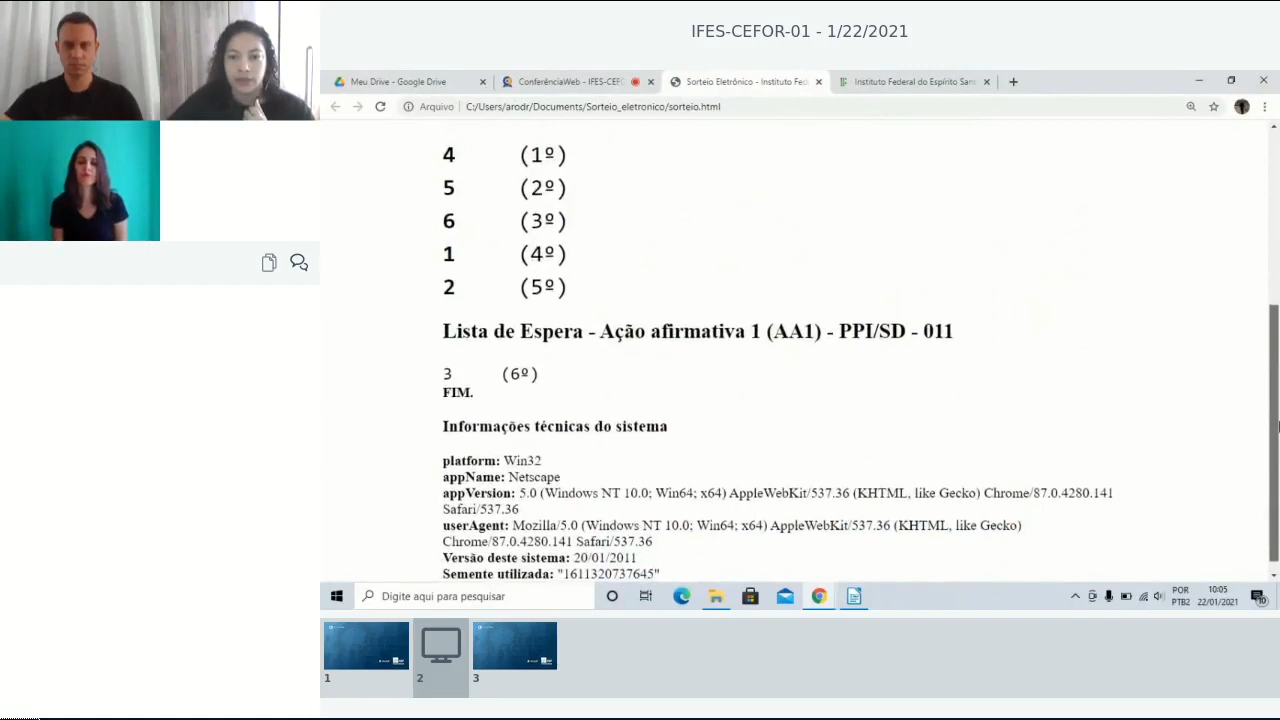 IFES-CEFOR-01 - 1/22/2021
Meu Drive - Google Drive
ConferênciaWeb - IFES-CEF
Sorteio Eletrônico - Instituto Fed
Instituto Federal do Espírito San
Arquivo
C:/Users/arodr/Documents/Sorteio_eletronico/sorteio.html
4 (1º)
5 (2º)
6 (3º)
1 (4º)
2 (5º)
Lista de Espera - Ação afirmativa 1 (AA1) - PPI/SD - 011
3 (6º)
FIM.
Informações técnicas do sistema
platform: Win32
appName: Netscape
appVersion: 5.0 (Windows NT 10.0; Win64; x64) AppleWebKit/537.36 (KHTML, like Gecko) Chrome/87.0.4280.141
Safari/537.36
userAgent: Mozilla/5.0 (Windows NT 10.0; Win64; x64) AppleWebKit/537.36 (KHTML, like Gecko)
Chrome/87.0.4280.141 Safari/537.36
Versão deste sistema: 20/01/2011
Semente utilizada: "1611320737645"
Digite aqui para pesquisar
POR
PTB2
10:05
22/01/2021
10
1
2
3